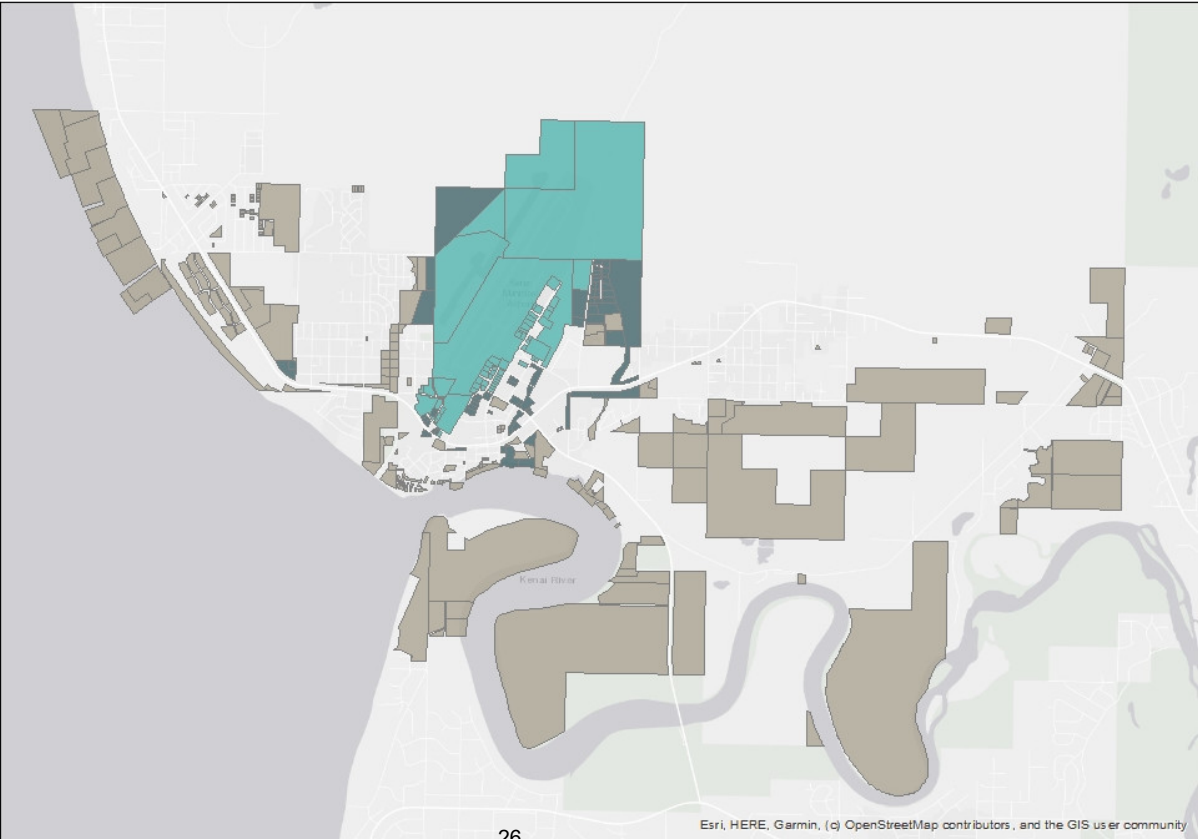 Kenai River
26
Esri, HERE, Garmin, (c) OpenStreetMap contributors, and the GIS user community